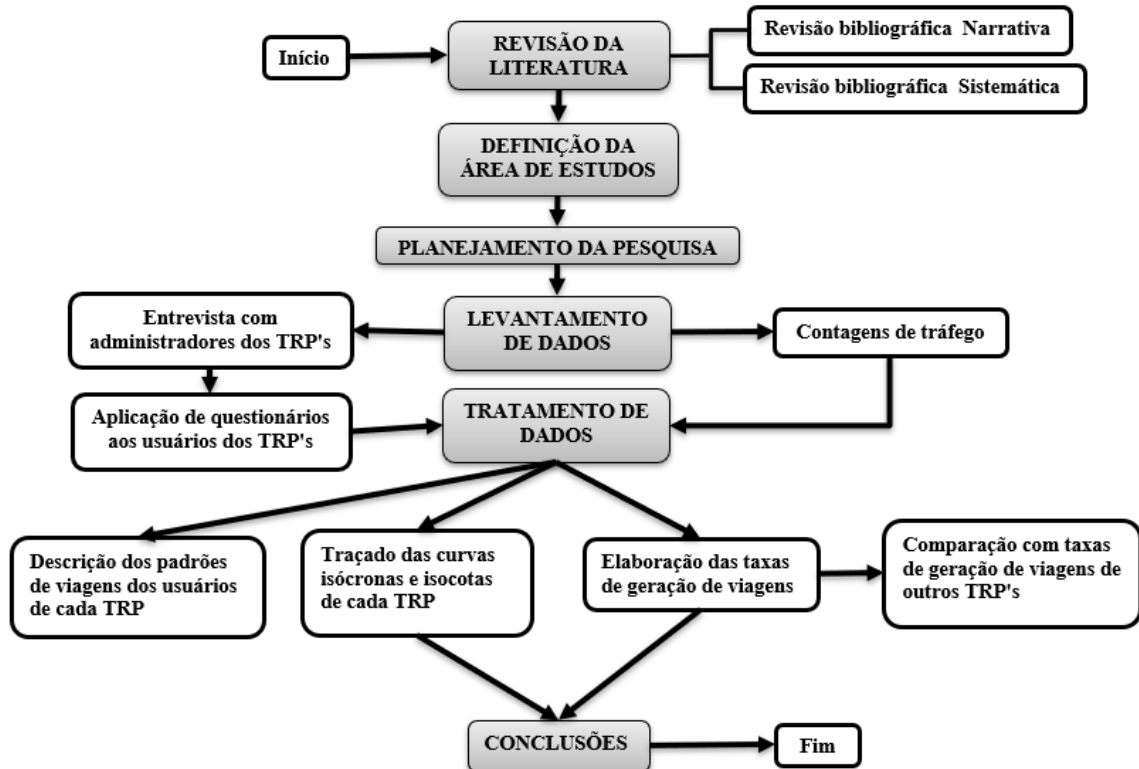 Início
REVISÃO DA
LITERATURA
Revisão bibliográfica Narrativa
Revisão bibliográfica Sistemática
DEFINIÇÃO DA
ÁREA DE ESTUDOS
PLANEJAMENTO DA PESQUISA
LEVANTAMENTO
DE DADOS
Entrevista com
administradores dos TRP's
Contagens de tráfego
Aplicação de questionários
aos usuários dos TRP's
TRATAMENTO DE
DADOS
Descrição dos padrões
de viagens dos usuários
de cada TRP
Traçado das curvas
isócronas e isocotas
de cada TRP
Elaboração das taxas
de geração de viagens
Comparação com taxas
de geração de viagens de
outros TRP's
CONCLUSÕES
Fim